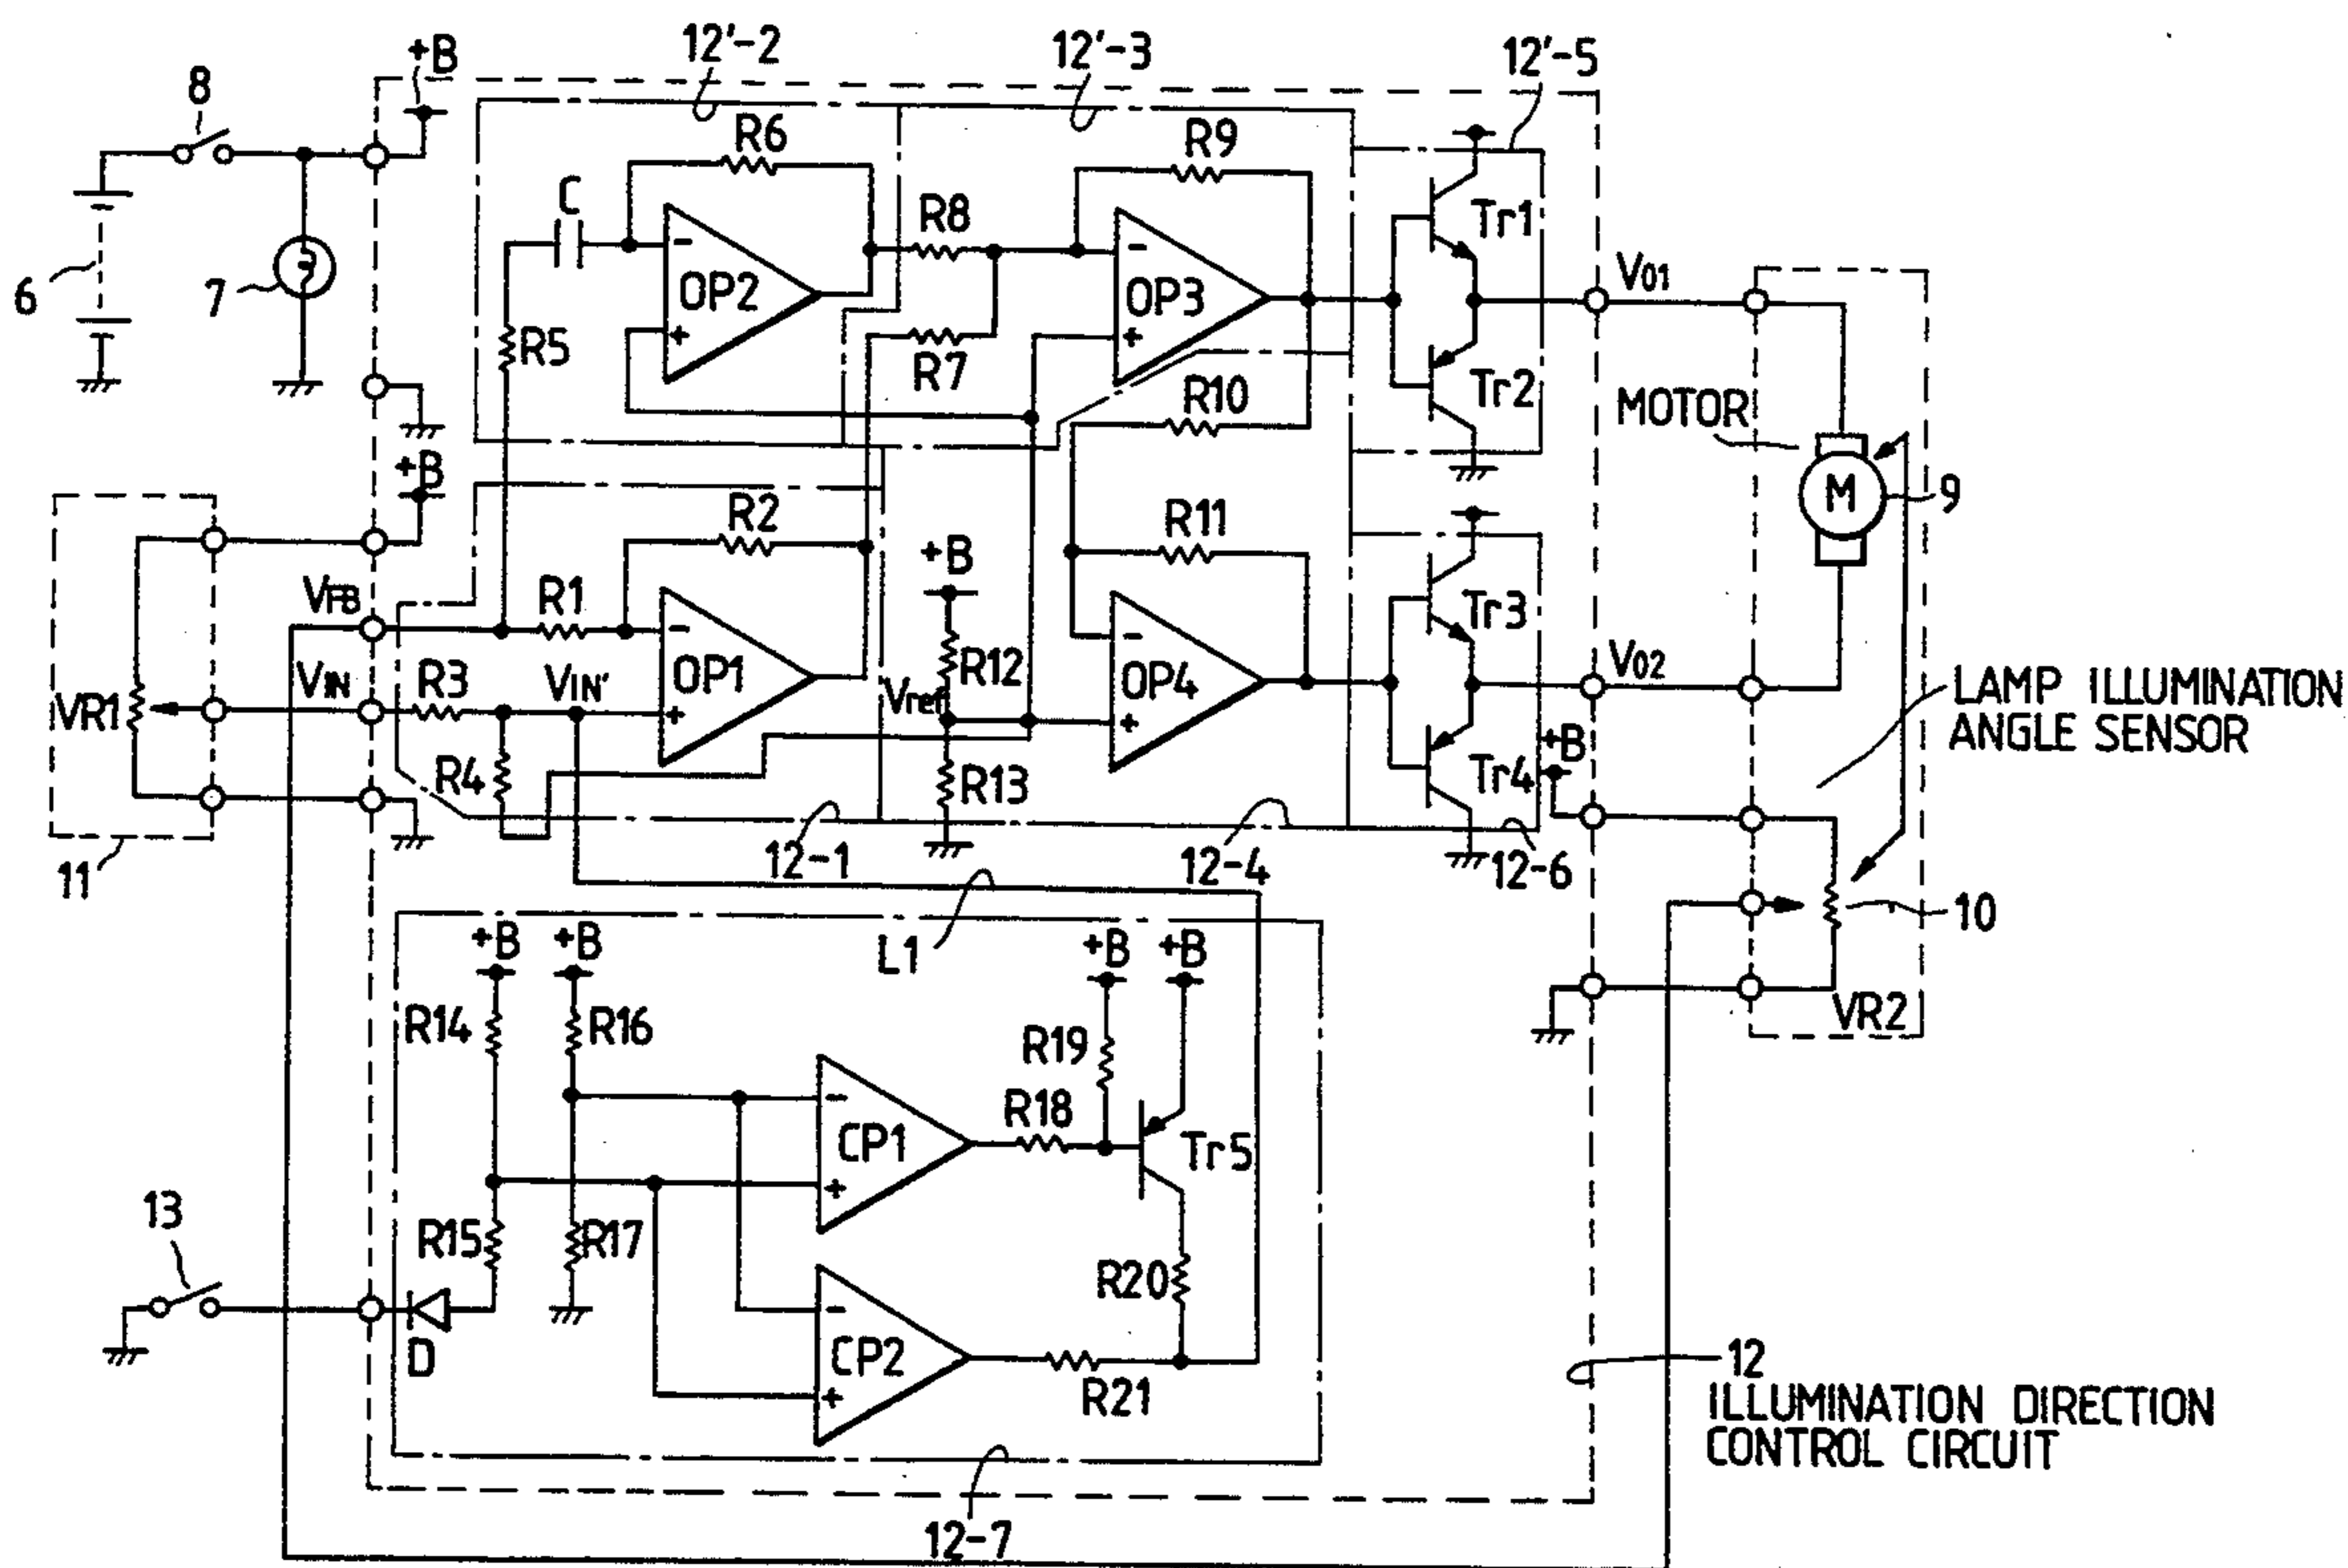 12'-2
12'-3
12'-5
+B
8
R6
R9
C
R8
Tr1
VO1
6
7
OP2
OP3
-
+
-
+
R5
R7
R10
Tr2
MOTOR
+B
R2
R11
M
9
+B
VFB
R1
Tr3
VIN
R3
VIN'
OP1
-
+
Vref
R12
OP4
-
+
VO2
LAMP ILLUMINATION
ANGLE SENSOR
VR1
R4
R13
Tr4
+B
11
12-1
12-4
12-6
10
L1
+B
+B
+B
+B
VR2
R14
R16
R19
R18
CP1
-
+
Tr5
13
R15
R17
R20
D
CP2
-
+
R21
12
ILLUMINATION DIRECTION
CONTROL CIRCUIT
12-7